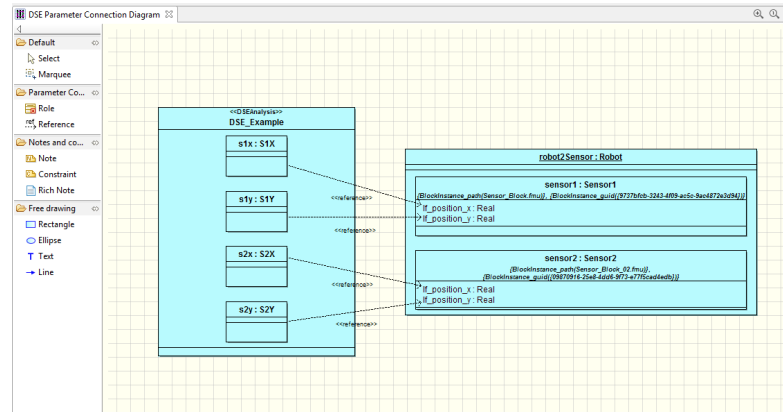 DSE Parameter Connection Diagram
Default
Select
Marquee
Parameter Co...
Role
Reference
Notes and co...
Note
Constraint
Rich Note
Free drawing
Rectangle
Ellipse
T Text
Line
<<DSEAnalysis>>
DSE_Example
s1x : S1X
s1y : S1Y
s2x : S2X
s2y : S2Y
<<reference>>
<<reference>>
<<reference>>
<<reference>>
robot2Sensor : Robot
sensor1 : Sensor1
{BlockInstance_path(Sensor_Block.fmu)}, {BlockInstance_guid({9737bfcb-3243-4f09-ac5c-9ac4872e3d94})}
lf_position_x : Real
lf_position_y : Real
sensor2 : Sensor2
{BlockInstance_path(Sensor_Block_02.fmu)},
{BlockInstance_guid({09870916-25e8-4dd6-9f73-e77f5cad4edb})}
lf_position_x : Real
lf_position_y : Real